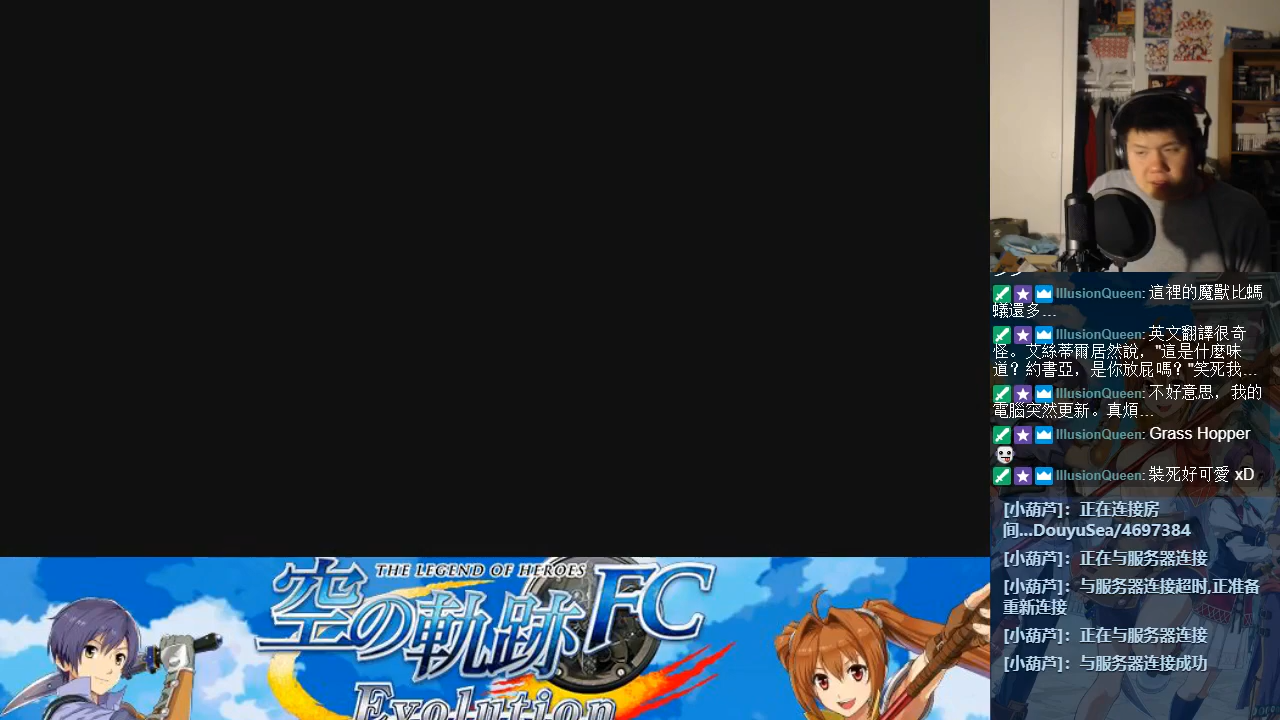 IllusionQueen: 這裡的魔獸比螞
蟻還多...
IllusionQueen: 英文翻譯很奇
怪。艾絲蒂爾居然說，"這是什麼味
道？約書亞，是你放屁嗎？"笑死我...
IllusionQueen: 不好意思，我的
電腦突然更新。真煩...
IllusionQueen: Grass Hopper
IllusionQueen: 裝死好可愛 xD
[小葫芦]：正在连接房
间...DouyuSea/4697384
[小葫芦]：正在与服务器连接
[小葫芦]：与服务器连接超时,正准备
重新连接
[小葫芦]：正在与服务器连接
[小葫芦]：与服务器连接成功
THE LEGEND OF HEROES
空の軌跡FC
Evolution